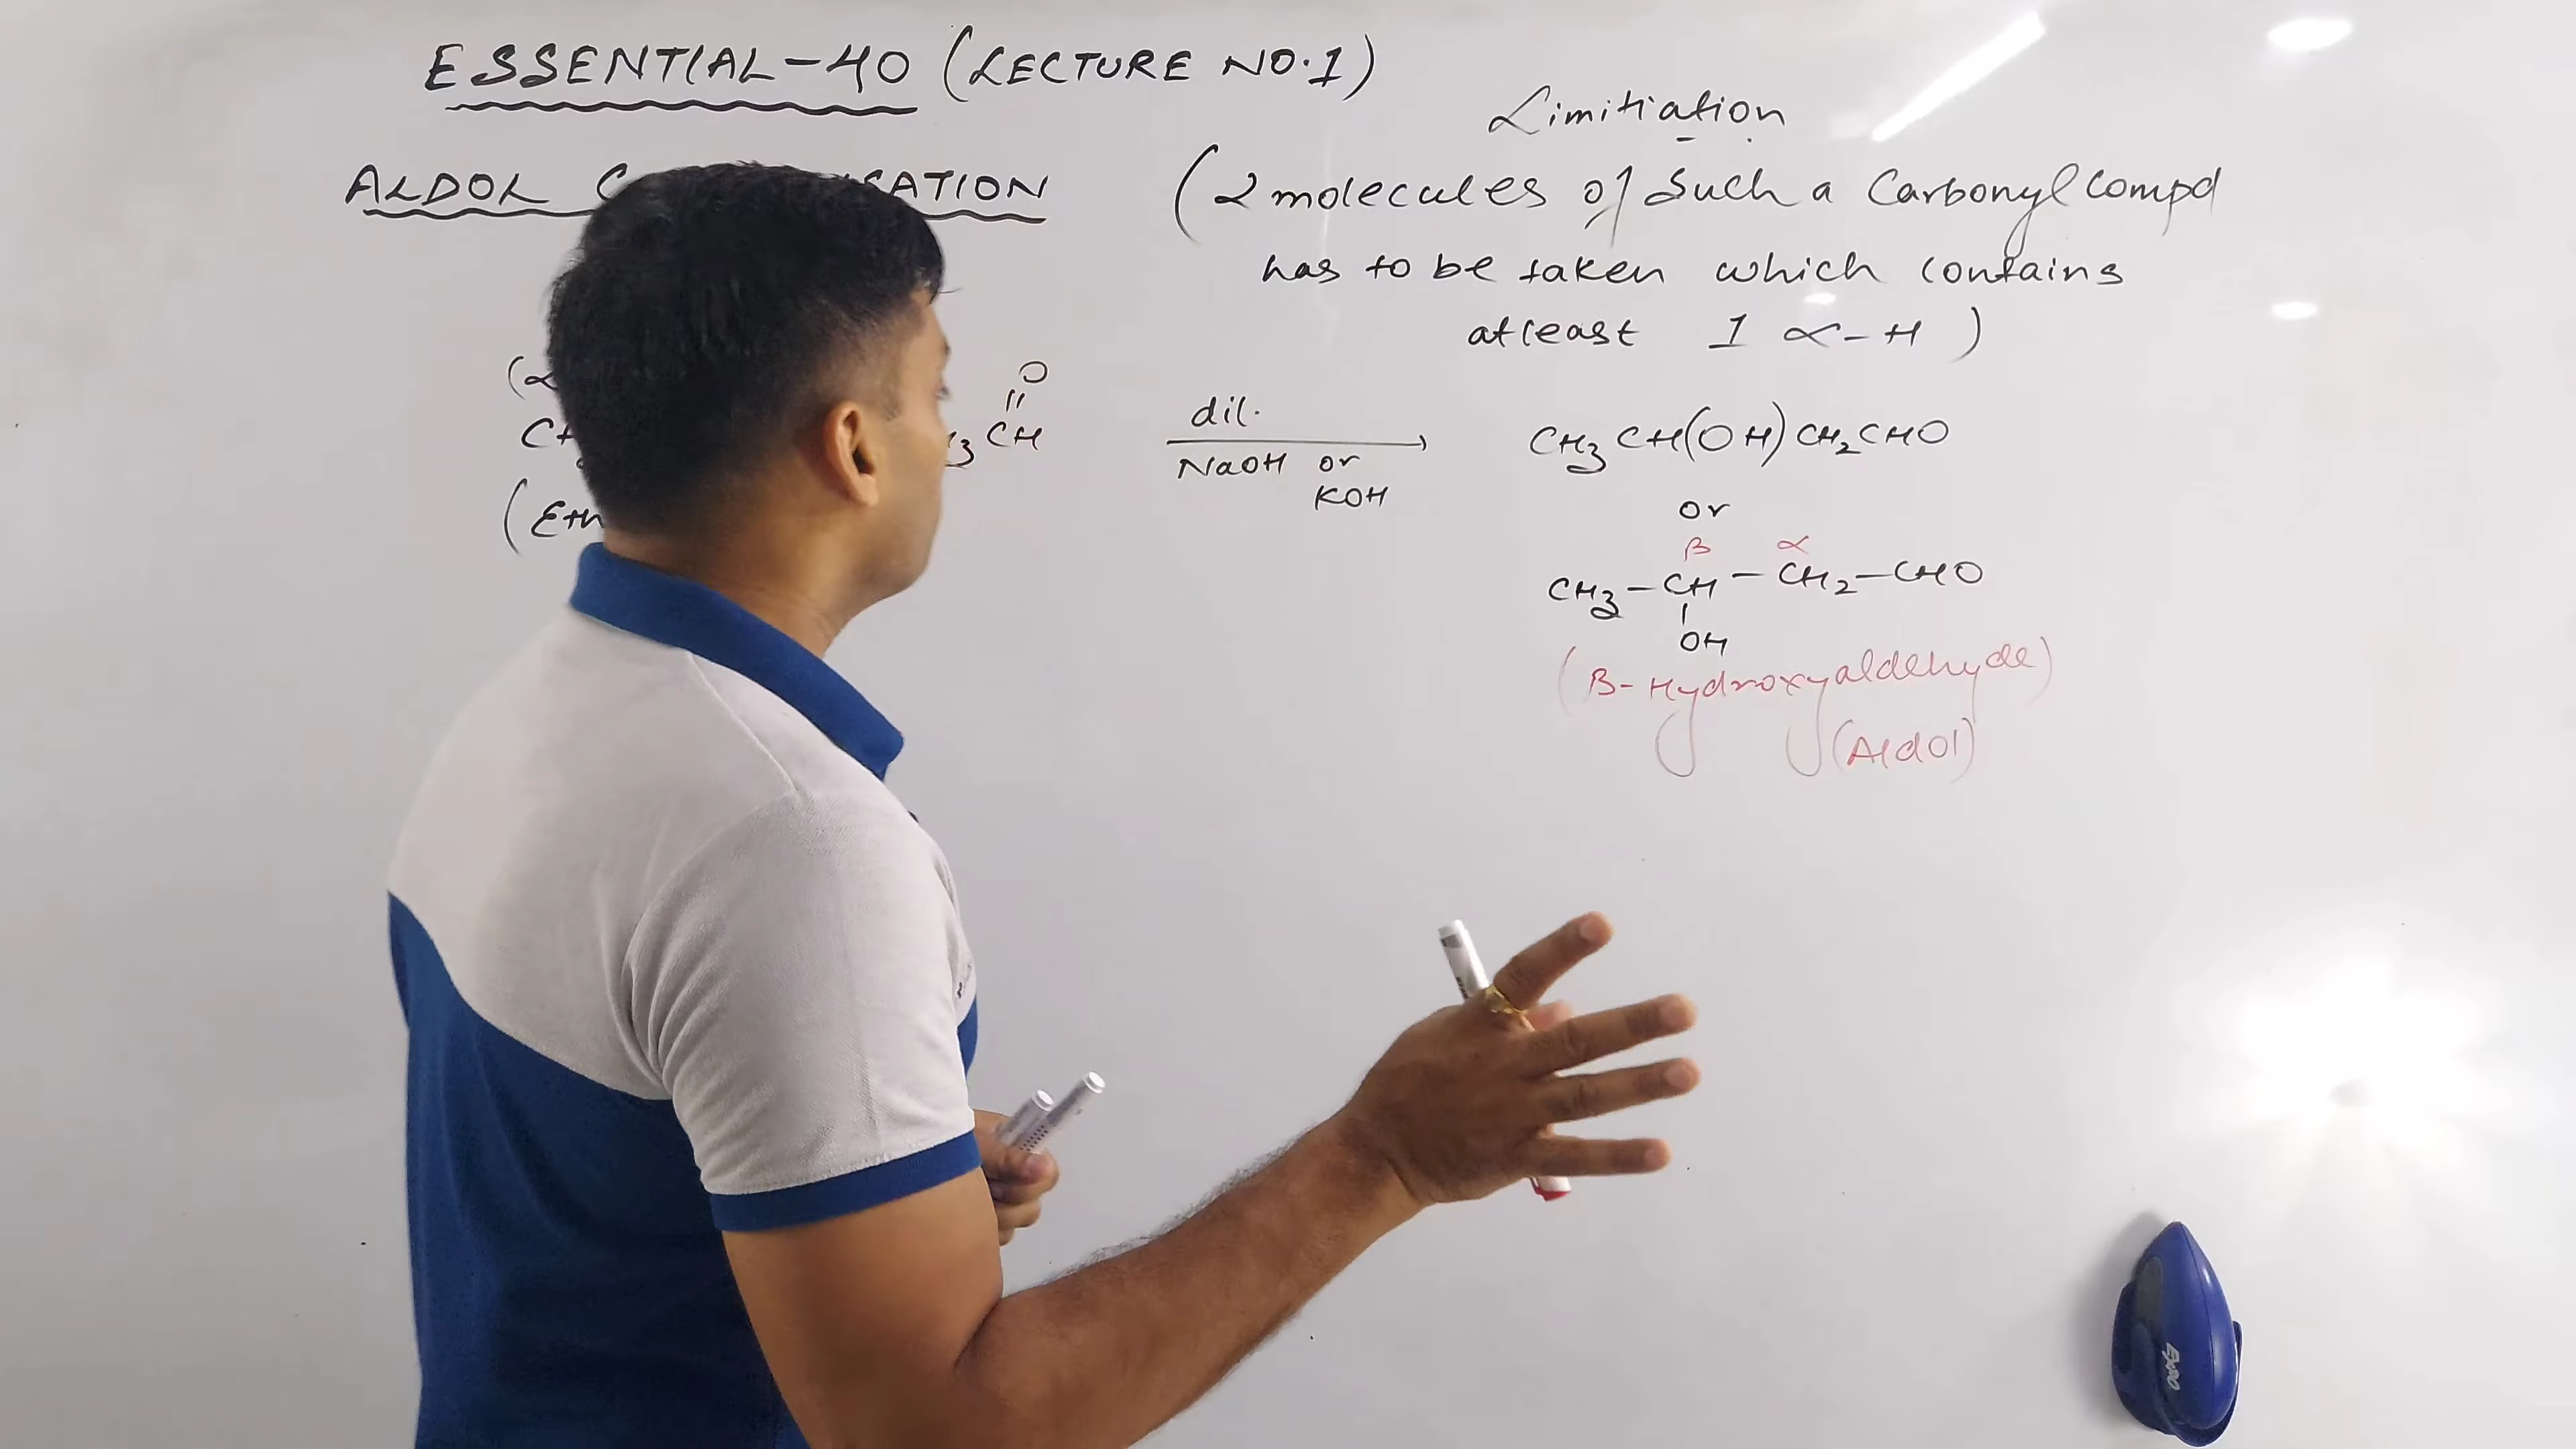 ESSENTIAL-40 (LECTURE NO.1)
Limitiation
ALDOL
(2 molecules of such a Carbonyl compd
has to be taken which contains
atleast 1 α-H)
O
||
CH
dil.
NaOH or
KOH
CH3CH(OH)CH2CHO
or
β α
CH3-CH-CH2-CHO
|
OH
(β-Hydroxyaldehyde)
(Aldol)
Expo